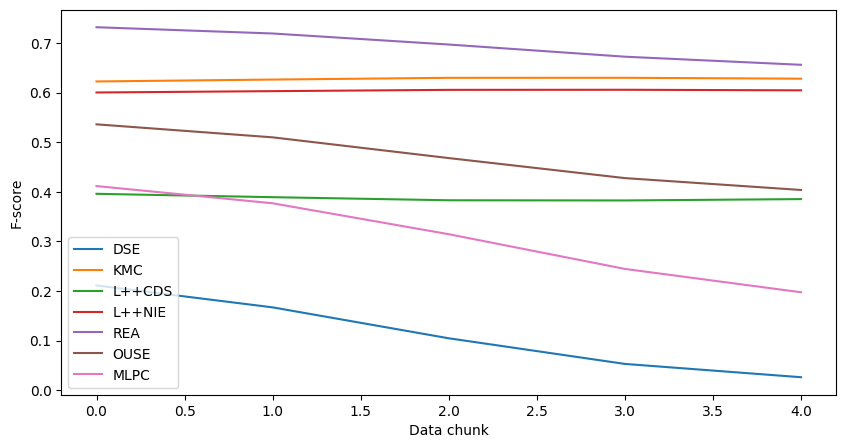 F-score
0.7
0.6
0.5
0.4
0.3
0.2
0.1
0.0
DSE
KMC
L++CDS
L++NIE
REA
OUSE
MLPC
0.0 0.5 1.0 1.5 2.0 2.5 3.0 3.5 4.0
Data chunk